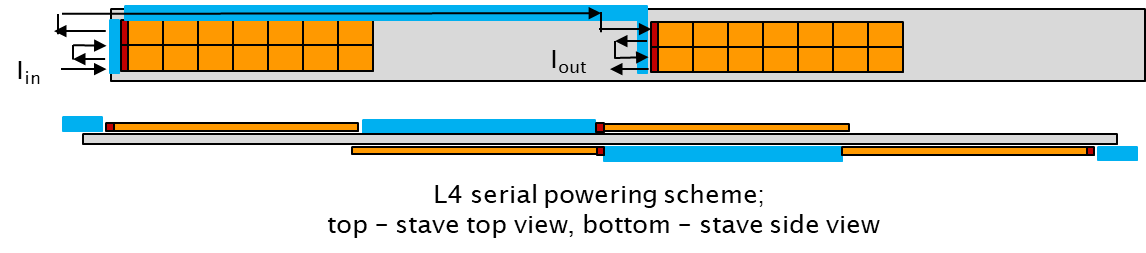 I_in
I_out
L4 serial powering scheme;
top – stave top view, bottom – stave side view